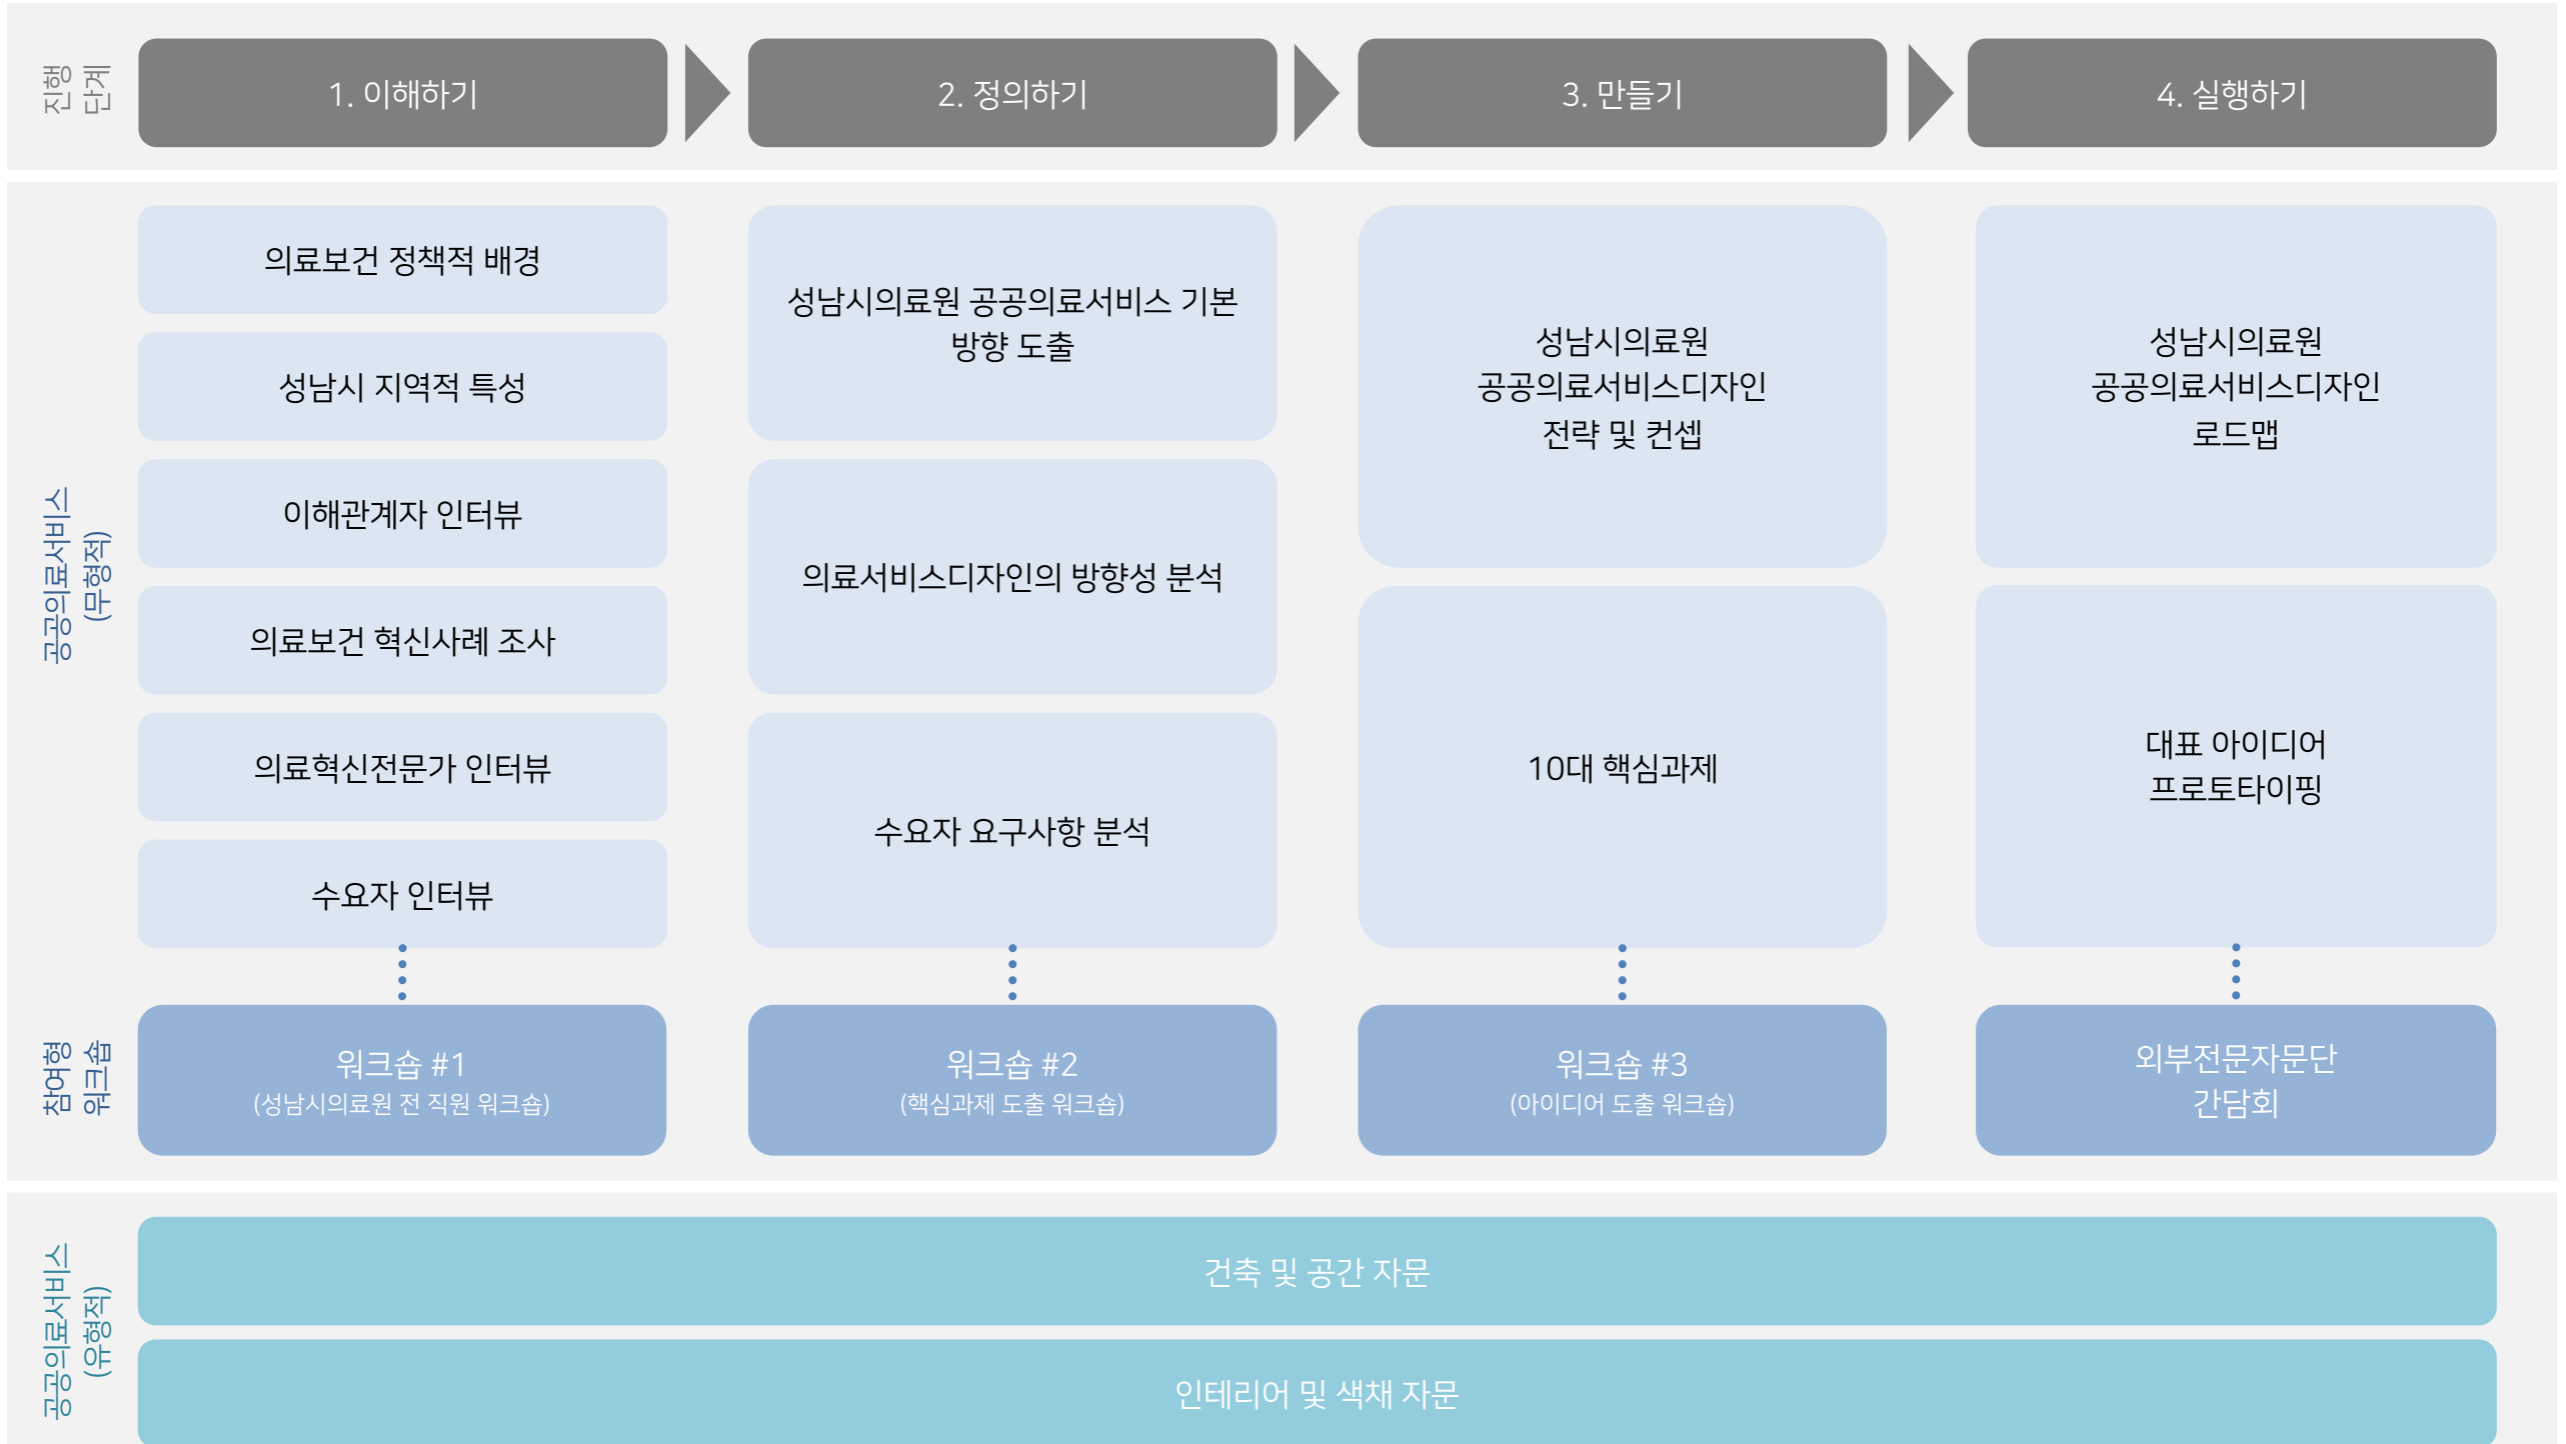 진행
단계
1. 이해하기
2. 정의하기
3. 만들기
4. 실행하기
공공의료서비스
(무형적)
의료보건 정책적 배경
성남시 지역적 특성
이해관계자 인터뷰
의료보건 혁신사례 조사
의료혁신전문가 인터뷰
수요자 인터뷰
성남시의료원 공공의료서비스 기본
방향 도출
의료서비스디자인의 방향성 분석
수요자 요구사항 분석
성남시의료원
공공의료서비스디자인
전략 및 컨셉
10대 핵심과제
성남시의료원
공공의료서비스디자인
로드맵
대표 아이디어
프로토타이핑
참여형
워크숍
워크숍 #1
(성남시의료원 전 직원 워크숍)
워크숍 #2
(핵심과제 도출 워크숍)
워크숍 #3
(아이디어 도출 워크숍)
외부전문자문단
간담회
공공의료서비스
(유형적)
건축 및 공간 자문
인테리어 및 색채 자문